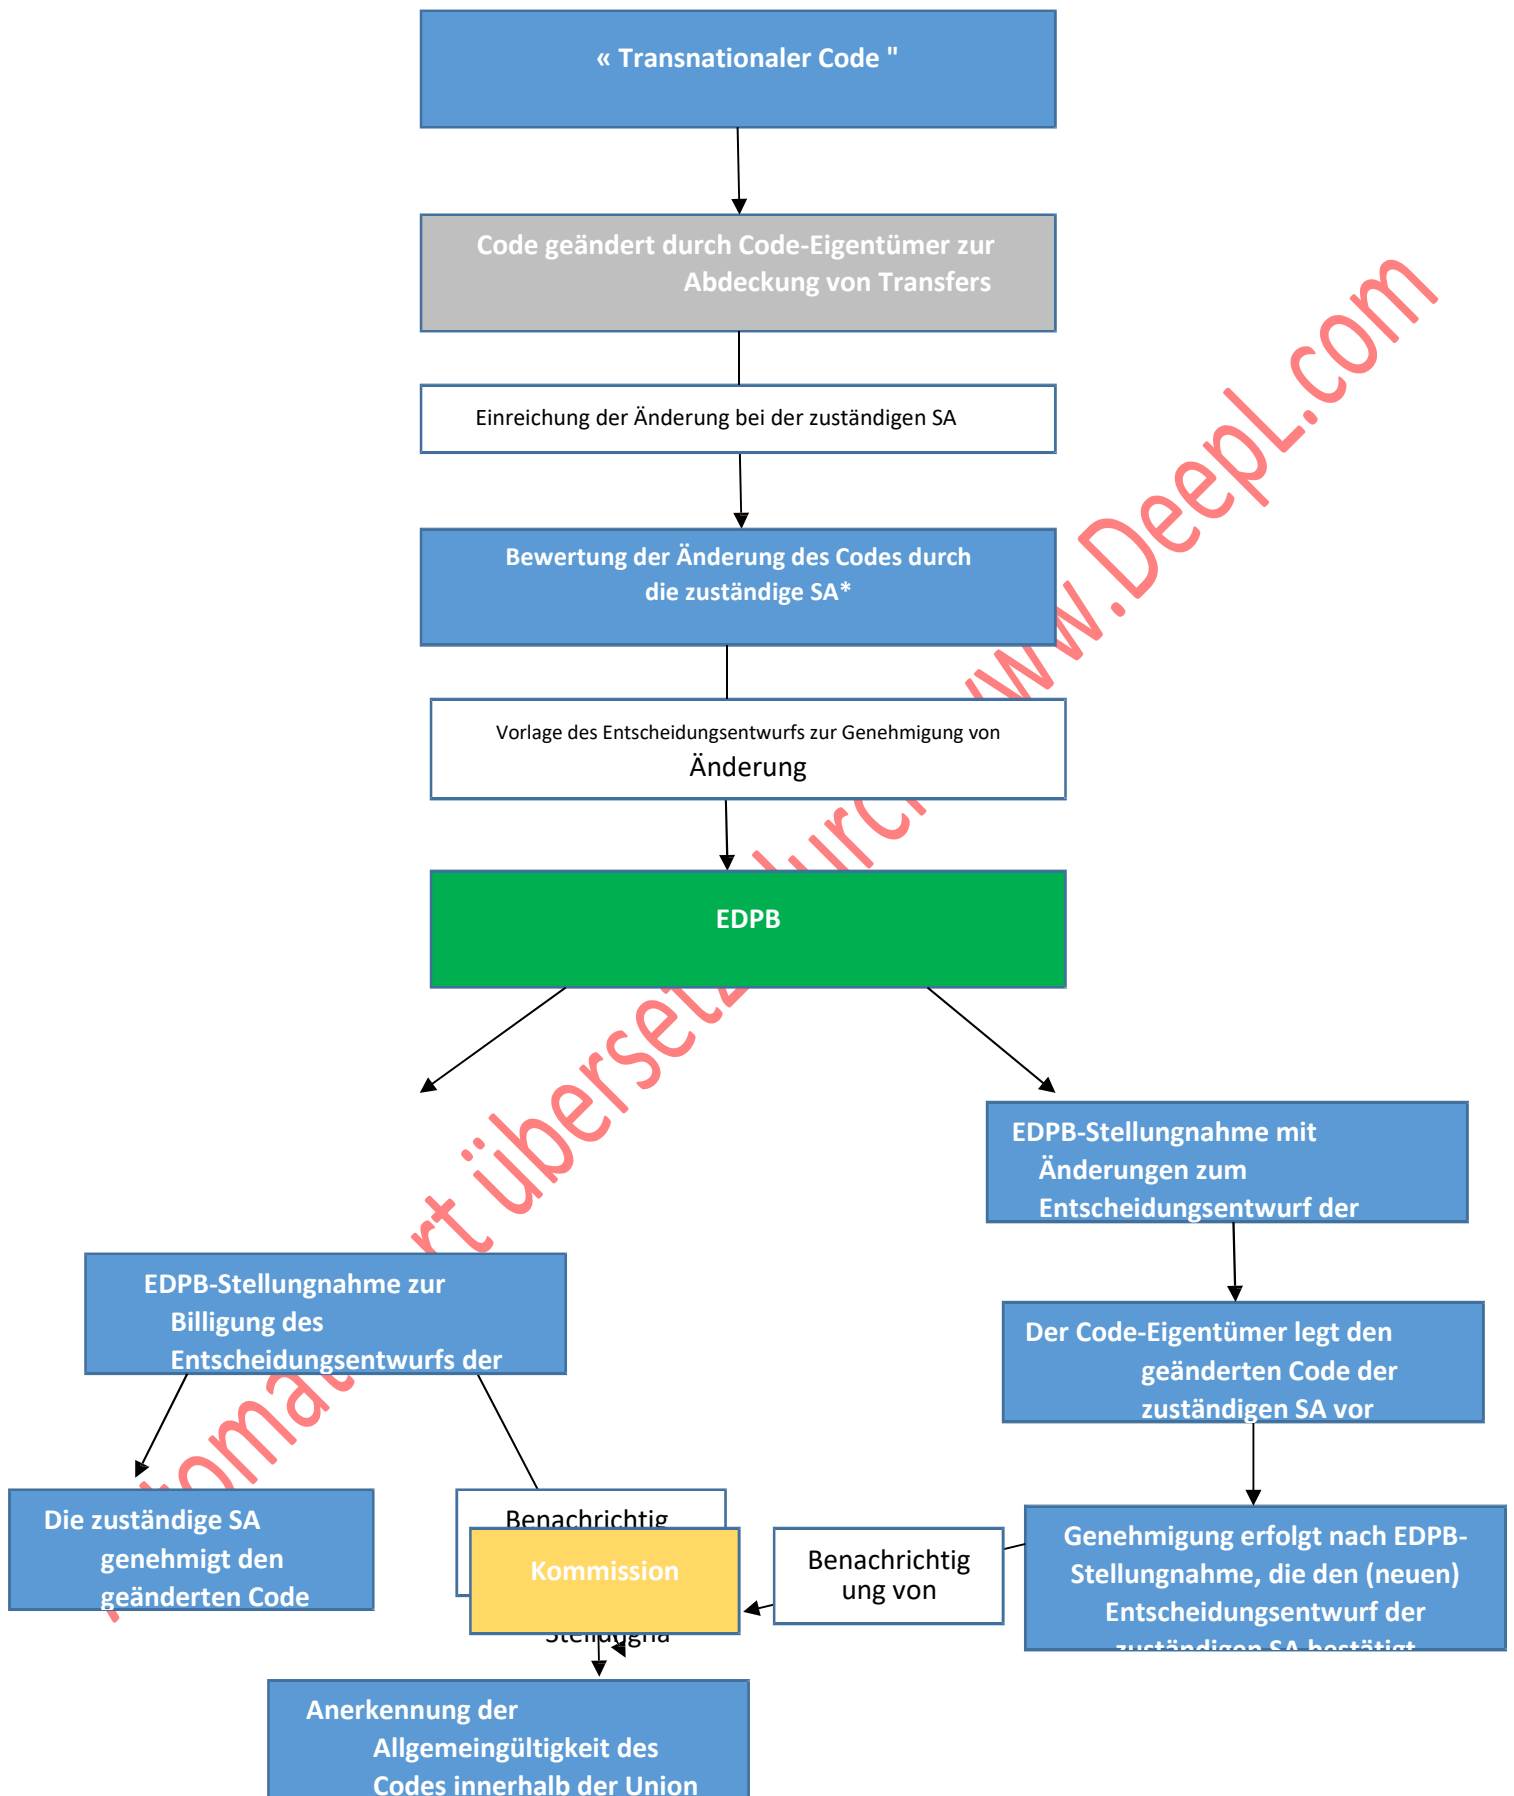 « Transnationaler Code "
Code geändert durch Code-Eigentümer zur
Abdeckung von Transfers
Einreichung der Änderung bei der zuständigen SA
Bewertung der Änderung des Codes durch
die zuständige SA*
Vorlage des Entscheidungsentwurfs zur Genehmigung von
Änderung
EDPB
EDPB-Stellungnahme mit
Änderungen zum
Entscheidungsentwurf der
EDPB-Stellungnahme zur
Billigung des
Entscheidungsentwurfs der
Der Code-Eigentümer legt den
geänderten Code der
zuständigen SA vor
Die zuständige SA
genehmigt den
geänderten Code
Benachrichtig
Kommission
Stellungna
Benachrichtig
ung von
Genehmigung erfolgt nach EDPB-
Stellungnahme, die den (neuen)
Entscheidungsentwurf der
zuständigen SA bestätigt
Anerkennung der
Allgemeingültigkeit des
Codes innerhalb der Union
übersetzt durch www.DeepL.com